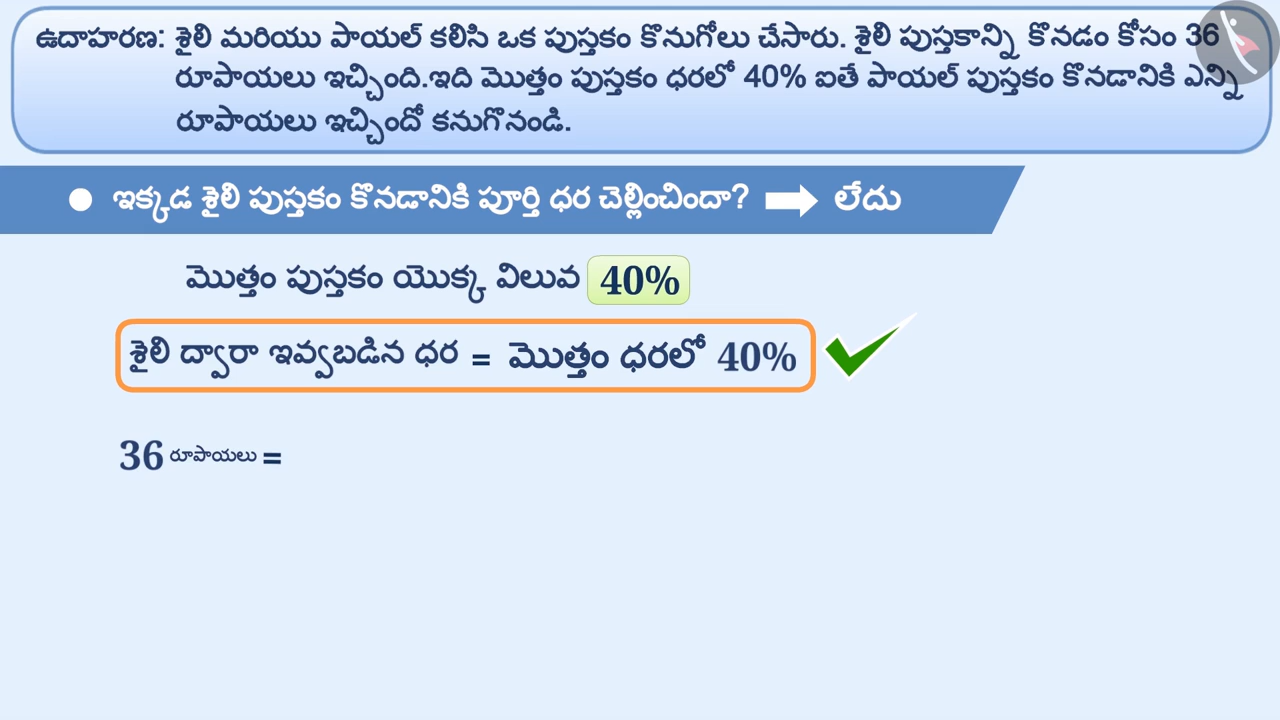 ఉదాహరణ: శైలి మరియు పాయల్ కలిసి ఒక పుస్తకం కొనుగోలు చేసారు. శైలి పుస్తకాన్ని కొనడం కోసం 36
రూపాయలు ఇచ్చింది.ఇది మొత్తం పుస్తకం ధరలో 40% ఐతే పాయల్ పుస్తకం కొనడానికి ఎన్ని
రూపాయలు ఇచ్చిందో కనుగొనండి.
ఇక్కడ శైలి పుస్తకం కొనడానికి పూర్తి ధర చెల్లించిందా? ➡ లేదు
మొత్తం పుస్తకం యొక్క విలువ 40%
శైలి ద్వారా ఇవ్వబడిన ధర = మొత్తం ధరలో 40%
36 రూపాయలు =